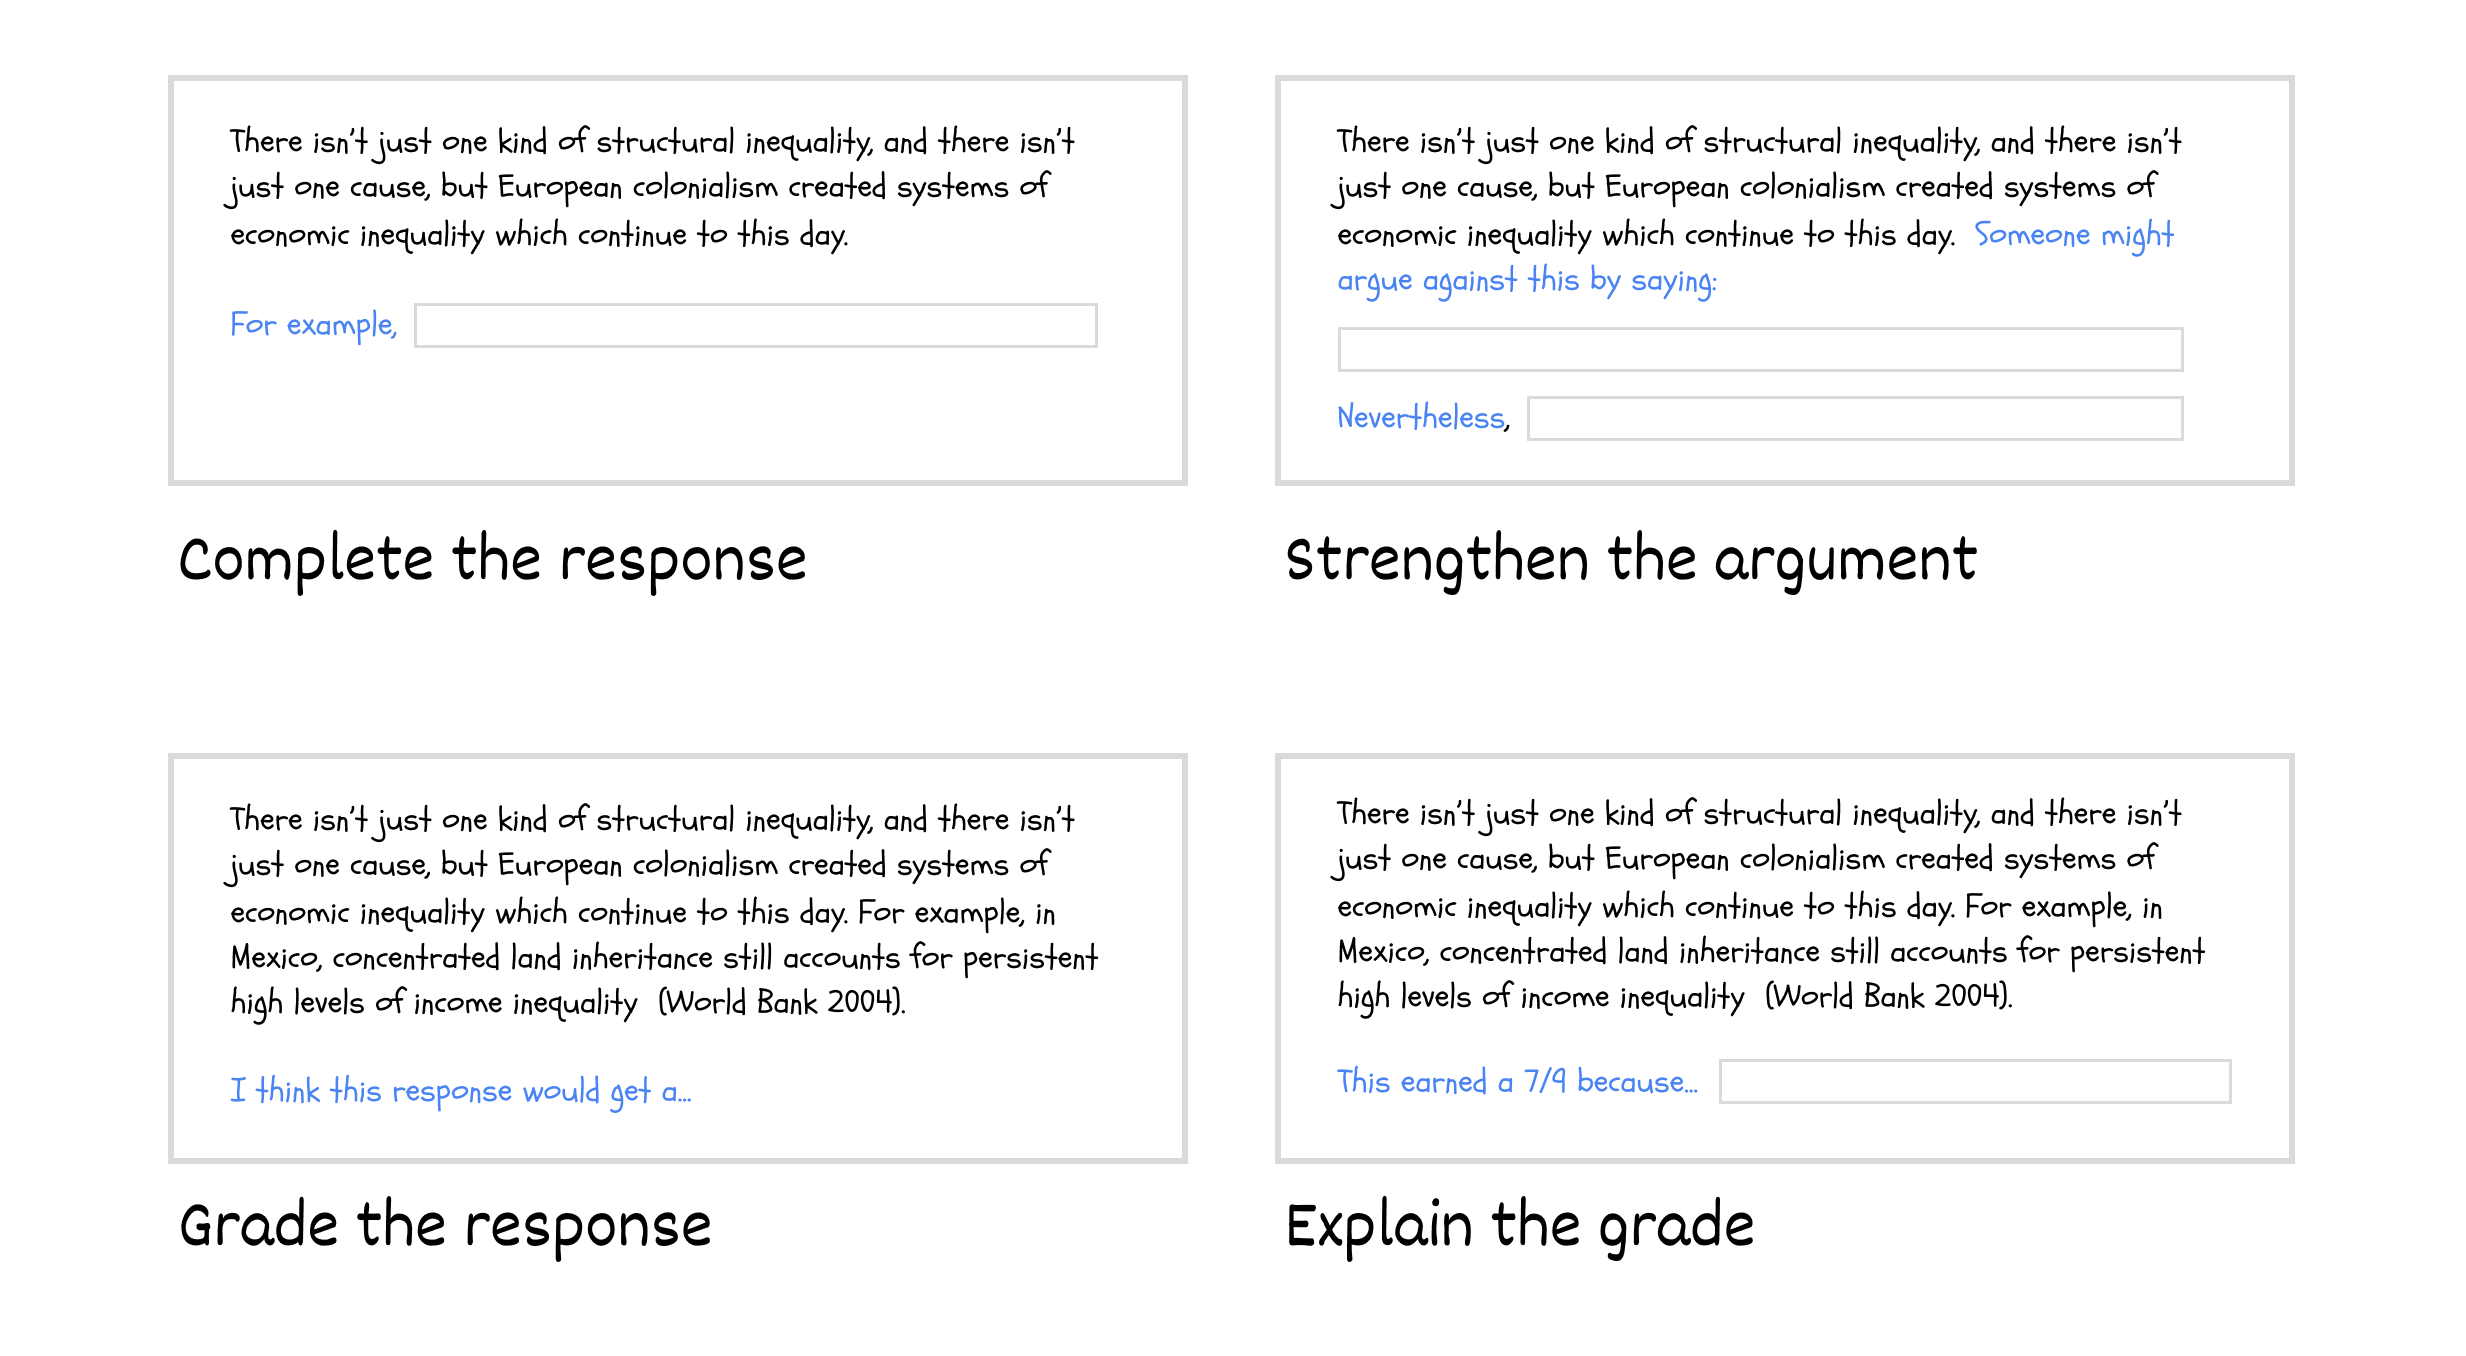 There isn't just one kind of structural inequality, and there isn't
just one cause, but European colonialism created systems of
economic inequality which continue to this day.
For example,
Complete the response
There isn't just one kind of structural inequality, and there isn't
just one cause, but European colonialism created systems of
economic inequality which continue to this day. Someone might
argue against this by saying:
Nevertheless,
Strengthen the argument
There isn't just one kind of structural inequality, and there isn't
just one cause, but European colonialism created systems of
economic inequality which continue to this day. For example, in
Mexico, concentrated land inheritance still accounts for persistent
high levels of income inequality (World Bank 2004).
I think this response would get a...
Grade the response
There isn't just one kind of structural inequality, and there isn't
just one cause, but European colonialism created systems of
economic inequality which continue to this day. For example, in
Mexico, concentrated land inheritance still accounts for persistent
high levels of income inequality (World Bank 2004).
This earned a 7/9 because...
Explain the grade